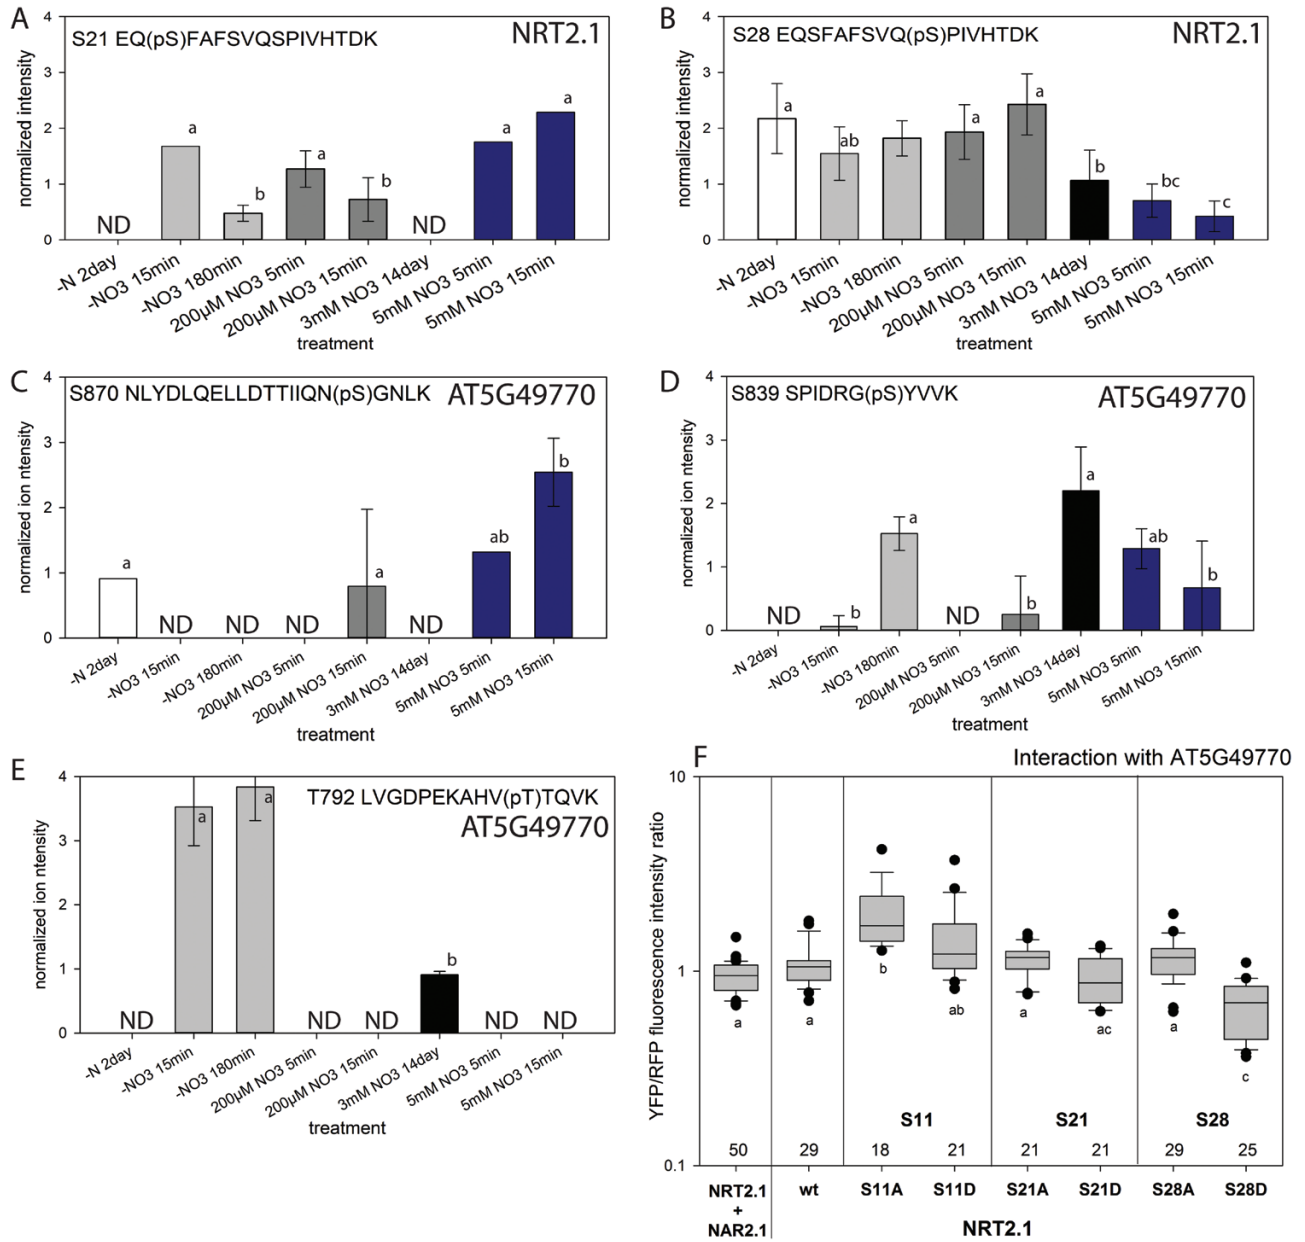 A
S21 EQ(pS)FAFSVQSPIVHTDK
NRT2.1
normalized intensity
4
3
2
1
0
ND
a
b
a
b
ND
a
a
-N 2day
-NO3 15min
-NO3 180min
200µM NO3 5min
200µM NO3 15min
3mM NO3 14day
5mM NO3 5min
5mM NO3 15min
treatment
B
S28 EQSFAFSVQ(pS)PIVHTDK
NRT2.1
normalized intensity
4
3
2
1
0
a
ab
a
a
b
bc
c
-N 2day
-NO3 15min
-NO3 180min
200µM NO3 5min
200µM NO3 15min
3mM NO3 14day
5mM NO3 5min
5mM NO3 15min
treatment
C
S870 NLYDLQELLDTTIIQN(pS)GNLK
AT5G49770
normalized ion ntensity
4
3
2
1
0
a
ND
ND
ND
a
ND
ab
b
-N 2day
-NO3 15min
-NO3 180min
200µM NO3 5min
200µM NO3 15min
3mM NO3 14day
5mM NO3 5min
5mM NO3 15min
treatment
D
S839 SPIDRG(pS)YVVK
AT5G49770
normalized ion ntensity
4
3
2
1
0
ND
b
a
ND
b
a
ab
b
-N 2day
-NO3 15min
-NO3 180min
200µM NO3 5min
200µM NO3 15min
3mM NO3 14day
5mM NO3 5min
5mM NO3 15min
treatment
E
T792 LVGDPEKAHV(pT)TQVK
AT5G49770
normalized ion ntensity
4
3
2
1
0
ND
a
a
ND
ND
b
ND
ND
-N 2day
-NO3 15min
-NO3 180min
200µM NO3 5min
200µM NO3 15min
3mM NO3 14day
5mM NO3 5min
5mM NO3 15min
treatment
F
Interaction with AT5G49770
YFP/RFP fluorescence intensity ratio
10
1
0.1
a
a
b
ab
a
ac
a
c
S11
S21
S28
50
29
18
21
21
21
29
25
NRT2.1
+
NAR2.1
wt
S11A
S11D
S21A
S21D
S28A
S28D
NRT2.1